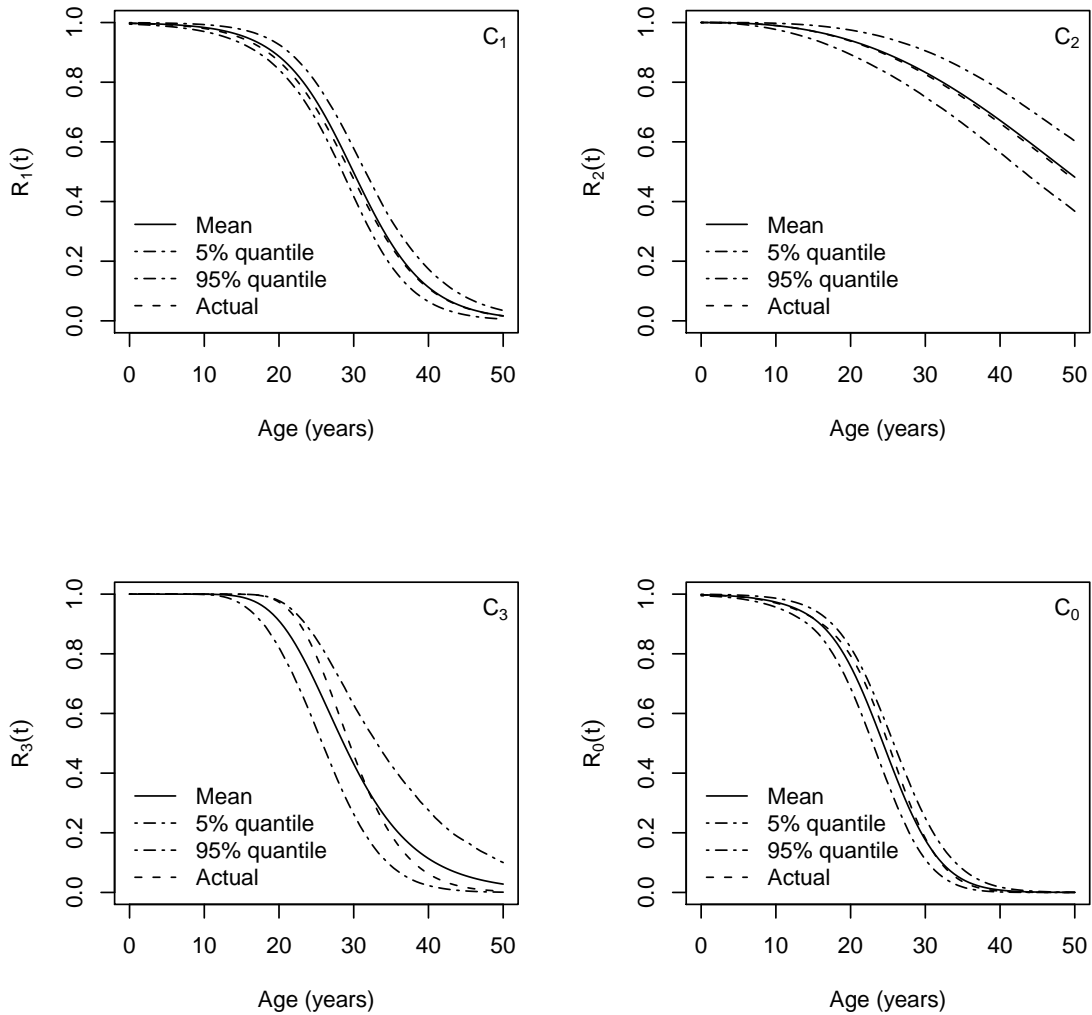 C1
R1(t)
1.0
0.8
0.6
0.4
0.2
0.0
Mean
5% quantile
95% quantile
Actual
0 10 20 30 40 50
Age (years)
C2
R2(t)
1.0
0.8
0.6
0.4
0.2
0.0
Mean
5% quantile
95% quantile
Actual
0 10 20 30 40 50
Age (years)
C3
R3(t)
1.0
0.8
0.6
0.4
0.2
0.0
Mean
5% quantile
95% quantile
Actual
0 10 20 30 40 50
Age (years)
C0
R0(t)
1.0
0.8
0.6
0.4
0.2
0.0
Mean
5% quantile
95% quantile
Actual
0 10 20 30 40 50
Age (years)